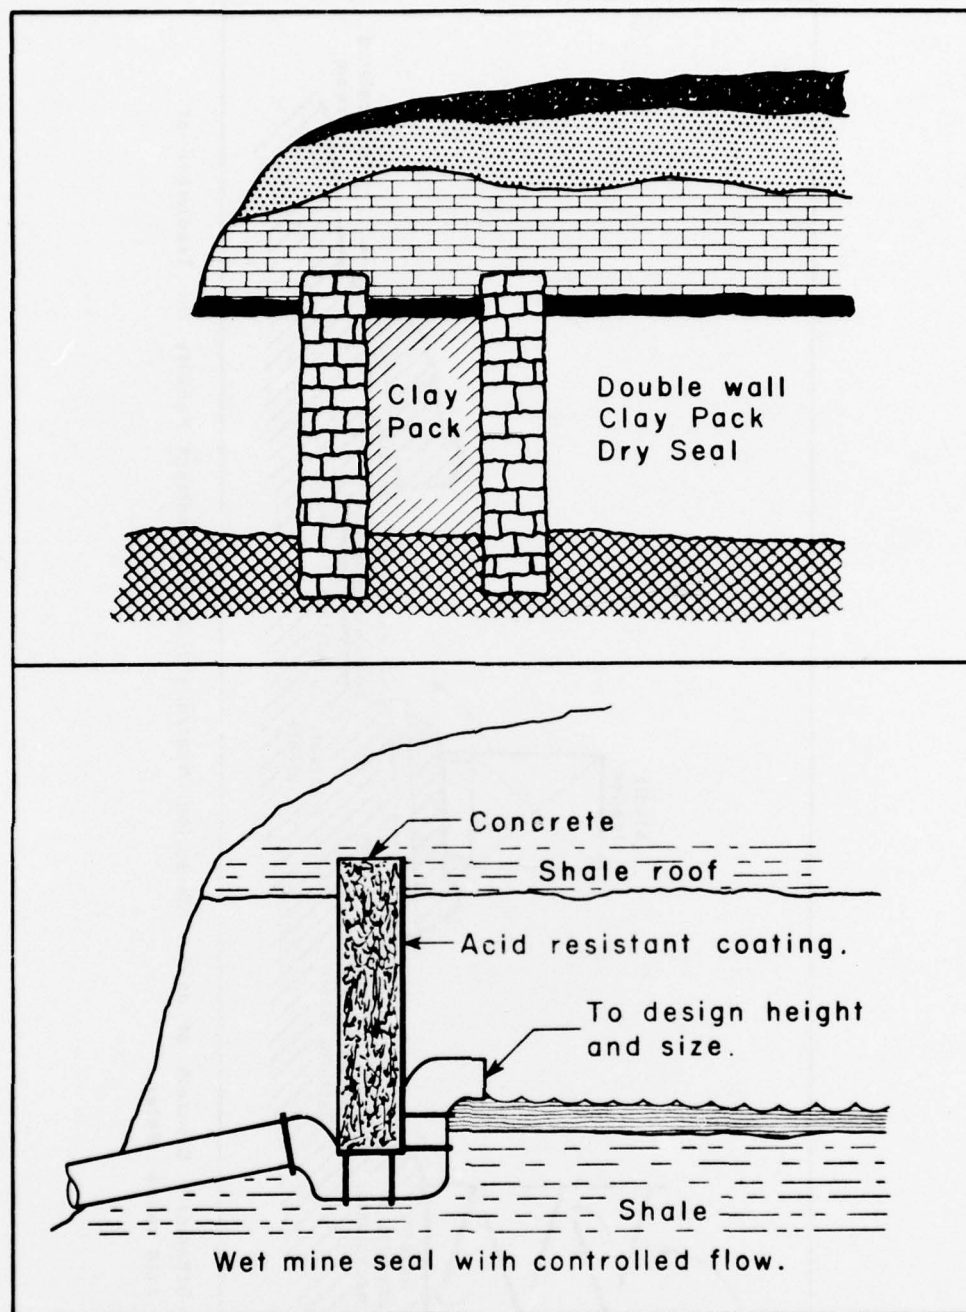 Clay
Pack
Double wall
Clay Pack
Dry Seal
Concrete
Shale roof
Acid resistant coating.
To design height
and size.
Shale
Wet mine seal with controlled flow.